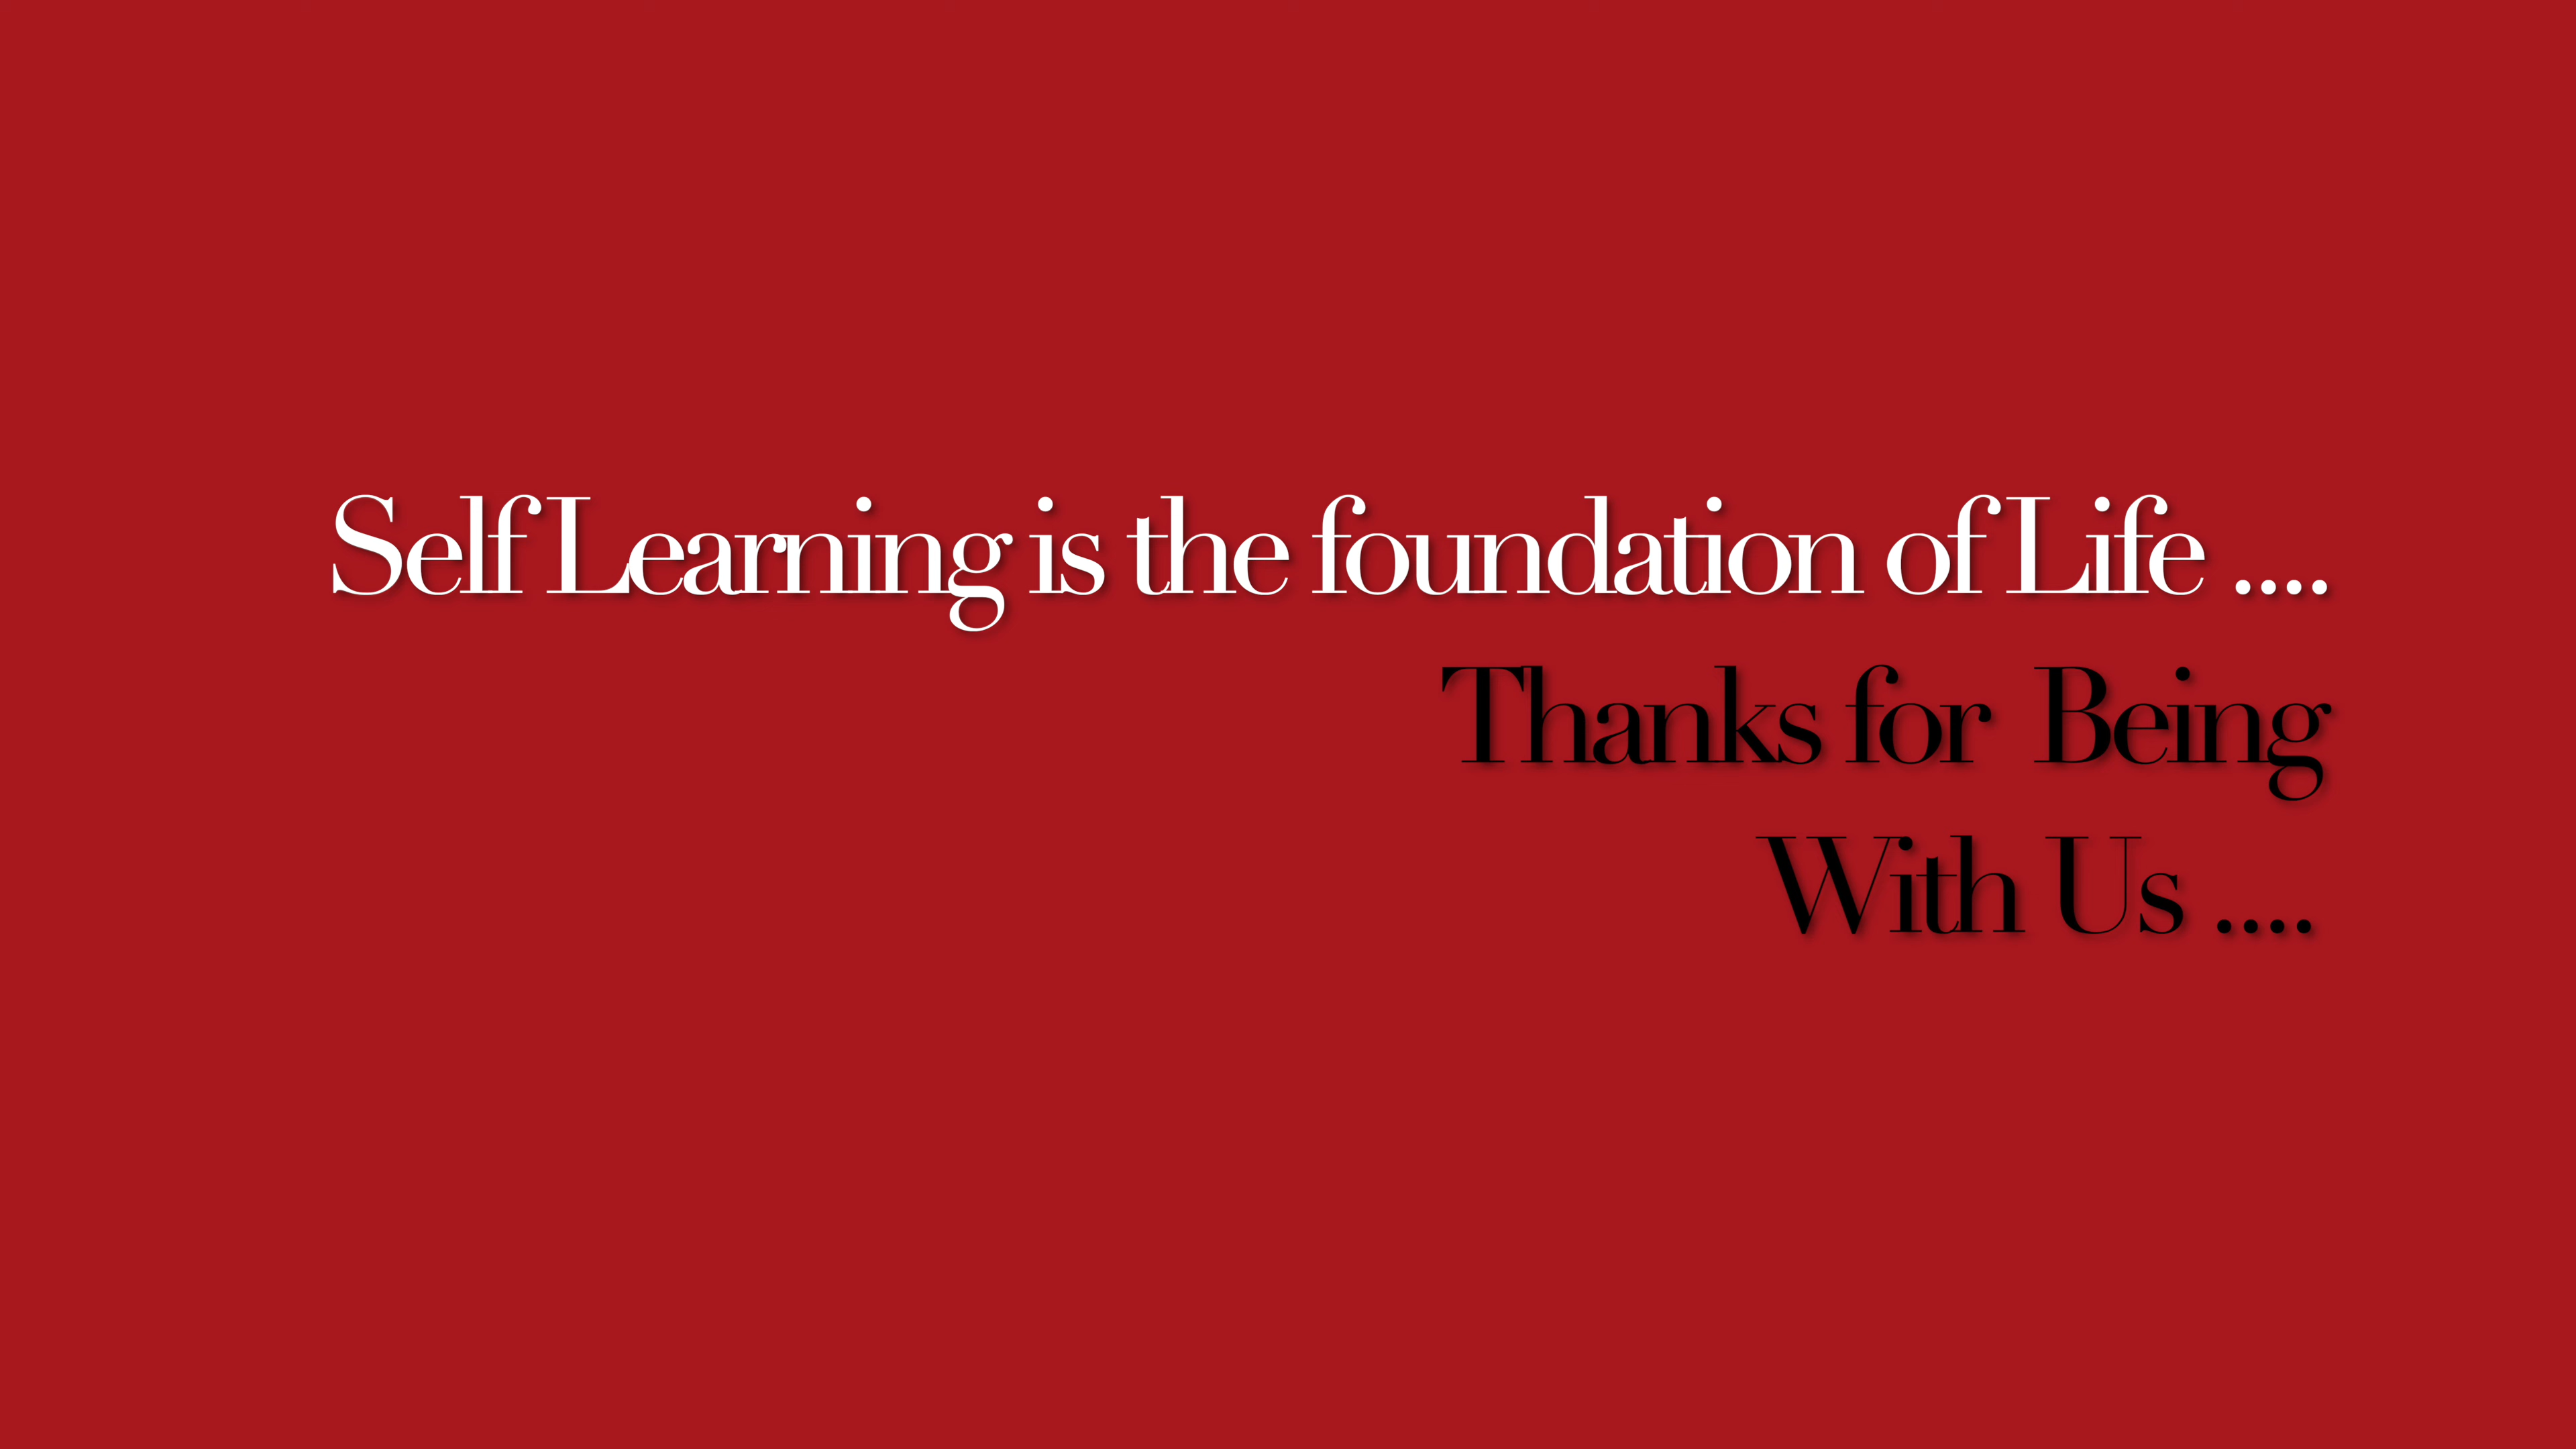 Self Learning is the foundation of Life ....
Thanks for Being
With Us ....